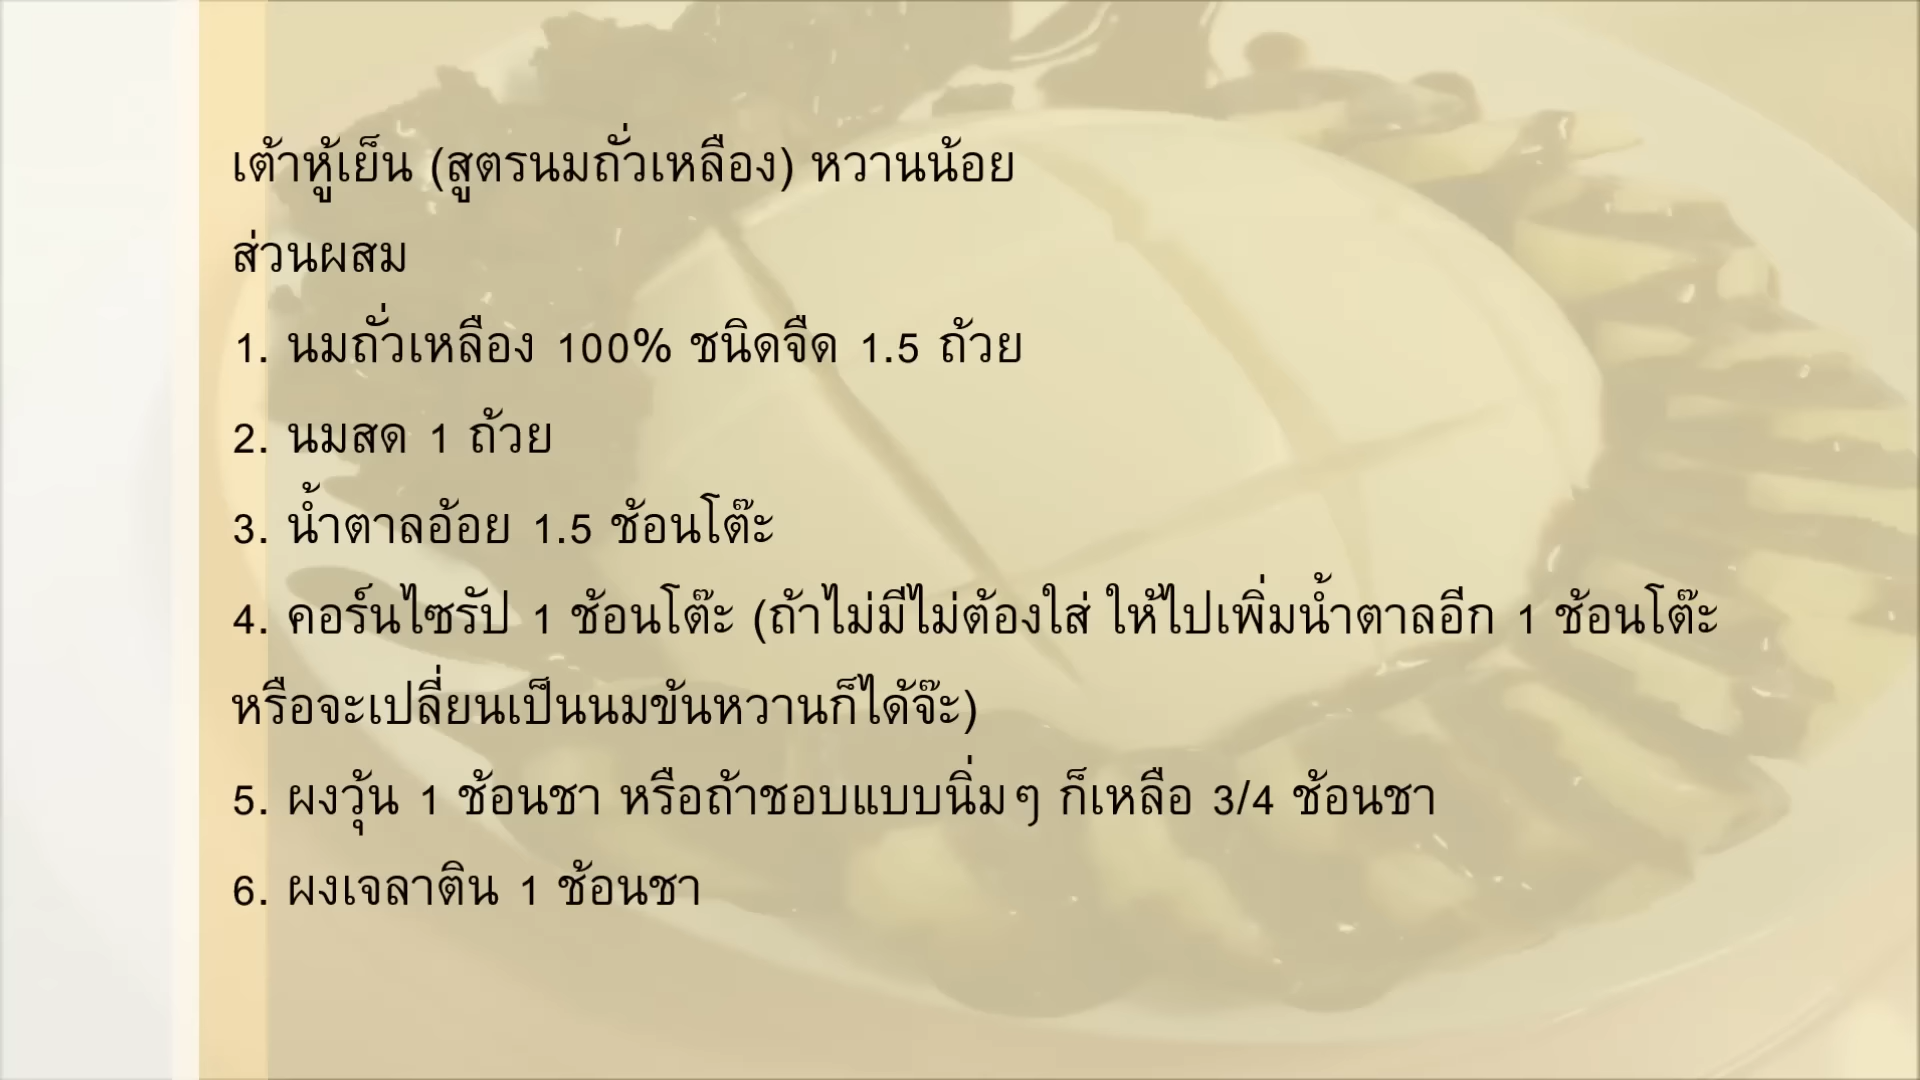 เต้าหู้เย็น (สูตรนมถั่วเหลือง) หวานน้อย
ส่วนผสม
1. นมถั่วเหลือง 100% ชนิดจืด 1.5 ถ้วย
2. นมสด 1 ถ้วย
3. น้ำตาลอ้อย 1.5 ช้อนโต๊ะ
4. คอร์นไซรัป 1 ช้อนโต๊ะ (ถ้าไม่มีไม่ต้องใส่ ให้ไปเพิ่มน้ำตาลอีก 1 ช้อนโต๊ะ
หรือจะเปลี่ยนเป็นนมข้นหวานก็ได้จ๊ะ)
5. ผงวุ้น 1 ช้อนชา หรือถ้าชอบแบบนิ่มๆ ก็เหลือ 3/4 ช้อนชา
6. ผงเจลาติน 1 ช้อนชา